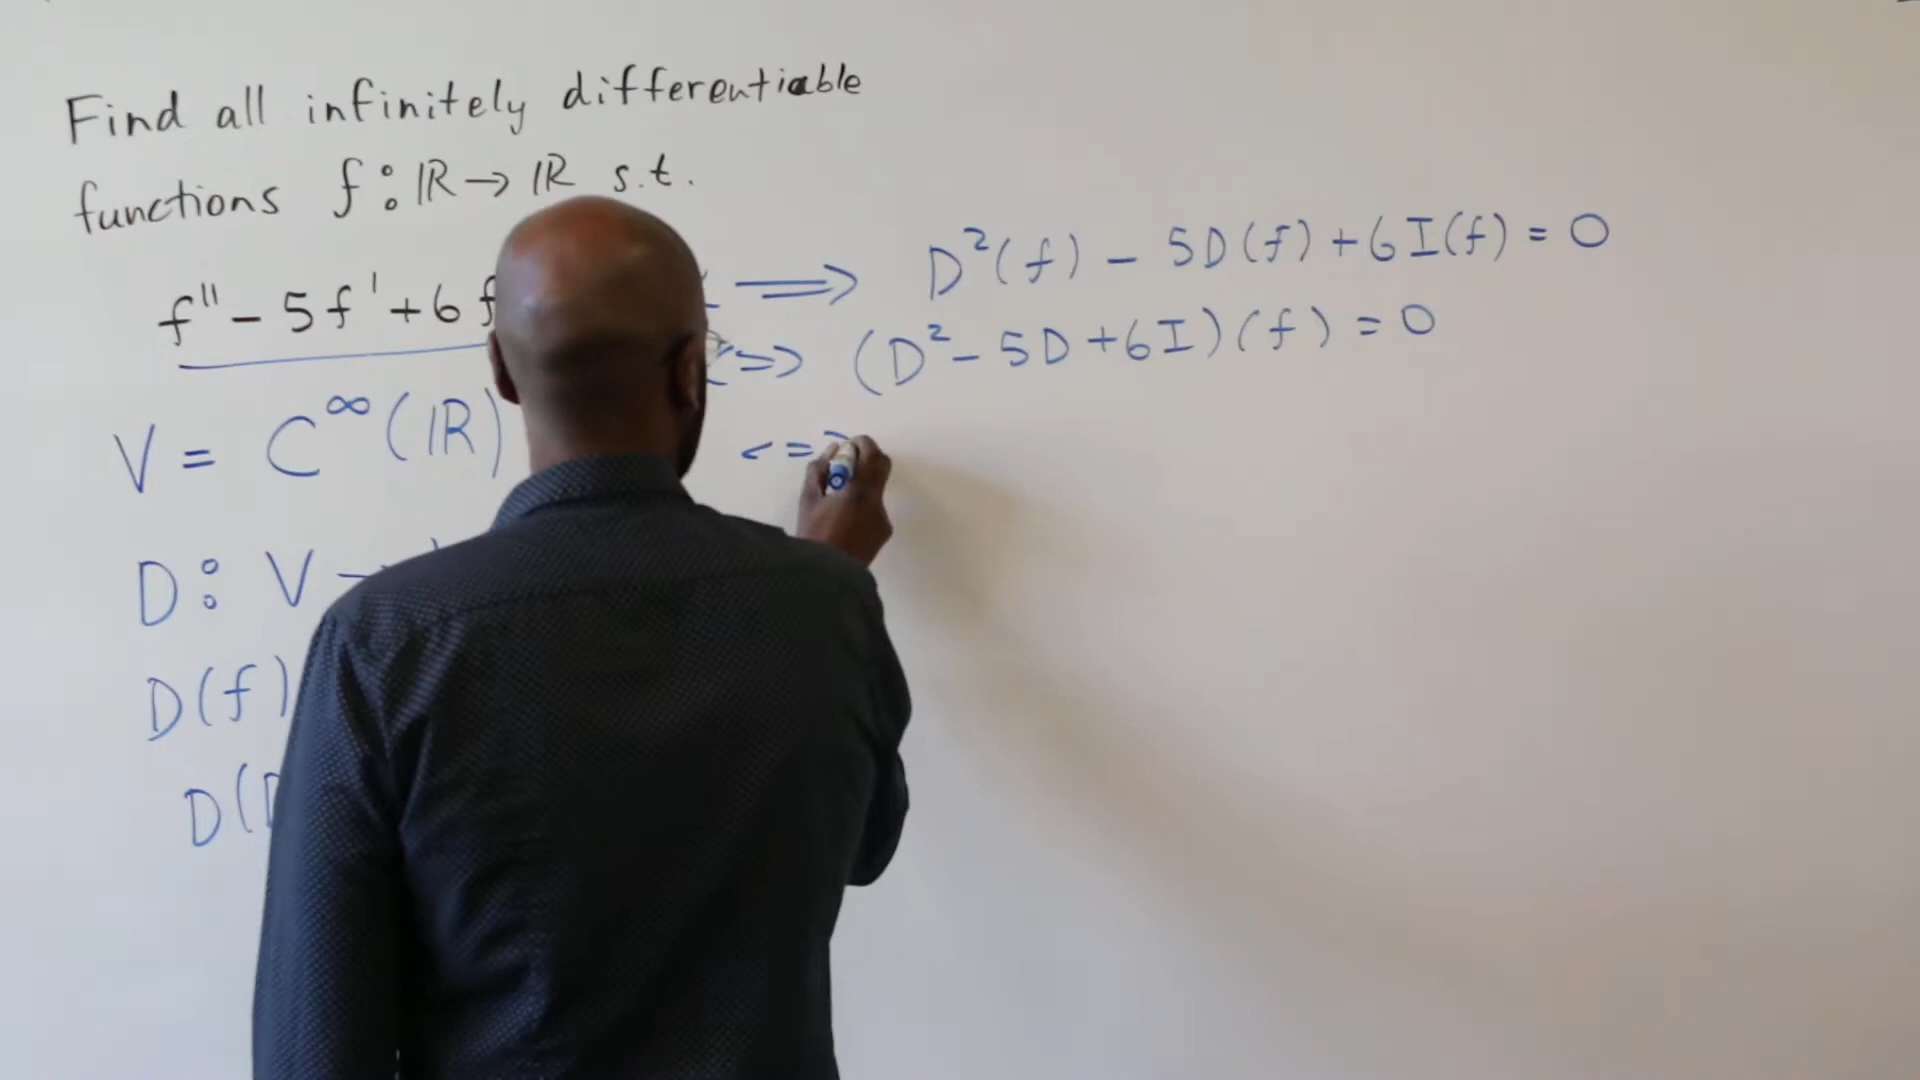 Find all infinitely differentiable
functions f : ℝ → ℝ s.t.
f'' - 5f' + 6f
⟹ D²(f) - 5D(f) + 6I(f) = 0
<=> (D² - 5D + 6I)(f) = 0
<=>
V = C^∞(ℝ)
D : V
D(f)
D(D